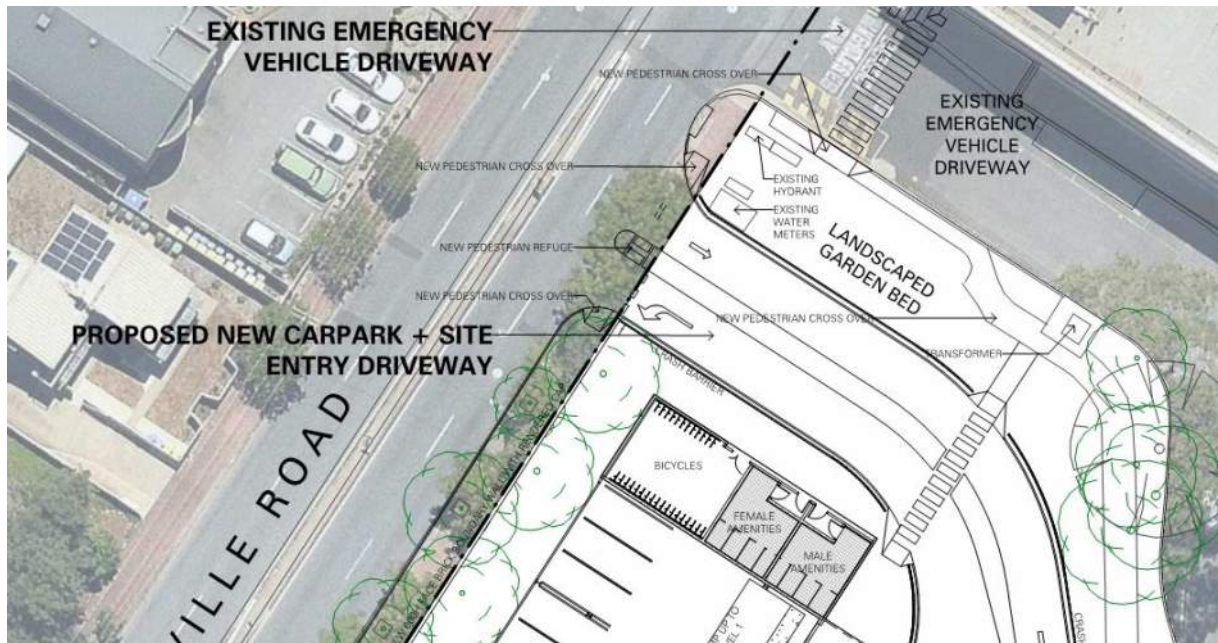 EXISTING EMERGENCY
VEHICLE DRIVEWAY
NEW PEDESTRIAN CROSS OVER
EXISTING
EMERGENCY
VEHICLE
DRIVEWAY
NEW PEDESTRIAN CROSS OVER
EXISTING
HYDRANT
EXISTING
WATER
METERS
LANDSCAPED
GARDEN BED
NEW PEDESTRIAN REFUGE
NEW PEDESTRIAN CROSS OVER
PROPOSED NEW CARPARK + SITE
ENTRY DRIVEWAY
NEW PEDESTRIAN CROSS OVER
TRANSFORMER
CRASH BARRIER
BICYCLES
FEMALE
AMENITIES
MALE
AMENITIES
VILLE ROAD
CRASH